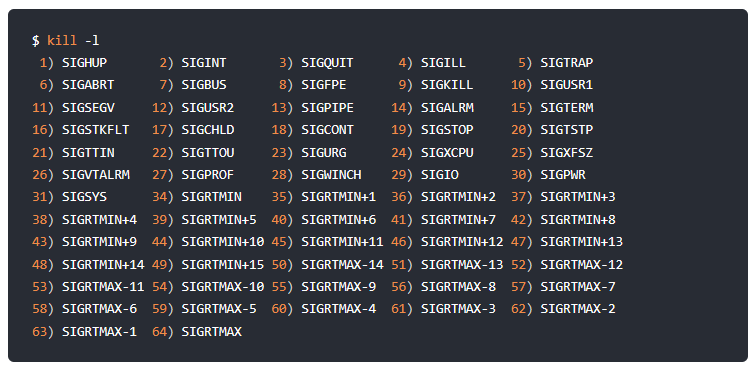 $ kill -l
1) SIGHUP 2) SIGINT 3) SIGQUIT 4) SIGILL 5) SIGTRAP
6) SIGABRT 7) SIGBUS 8) SIGFPE 9) SIGKILL 10) SIGUSR1
11) SIGSEGV 12) SIGUSR2 13) SIGPIPE 14) SIGALRM 15) SIGTERM
16) SIGSTKFLT 17) SIGCHLD 18) SIGCONT 19) SIGSTOP 20) SIGTSTP
21) SIGTTIN 22) SIGTTOU 23) SIGURG 24) SIGXCPU 25) SIGXFSZ
26) SIGVTALRM 27) SIGPROF 28) SIGWINCH 29) SIGIO 30) SIGPWR
31) SIGSYS 34) SIGRTMIN 35) SIGRTMIN+1 36) SIGRTMIN+2 37) SIGRTMIN+3
38) SIGRTMIN+4 39) SIGRTMIN+5 40) SIGRTMIN+6 41) SIGRTMIN+7 42) SIGRTMIN+8
43) SIGRTMIN+9 44) SIGRTMIN+10 45) SIGRTMIN+11 46) SIGRTMIN+12 47) SIGRTMIN+13
48) SIGRTMIN+14 49) SIGRTMIN+15 50) SIGRTMAX-14 51) SIGRTMAX-13 52) SIGRTMAX-12
53) SIGRTMAX-11 54) SIGRTMAX-10 55) SIGRTMAX-9 56) SIGRTMAX-8 57) SIGRTMAX-7
58) SIGRTMAX-6 59) SIGRTMAX-5 60) SIGRTMAX-4 61) SIGRTMAX-3 62) SIGRTMAX-2
63) SIGRTMAX-1 64) SIGRTMAX